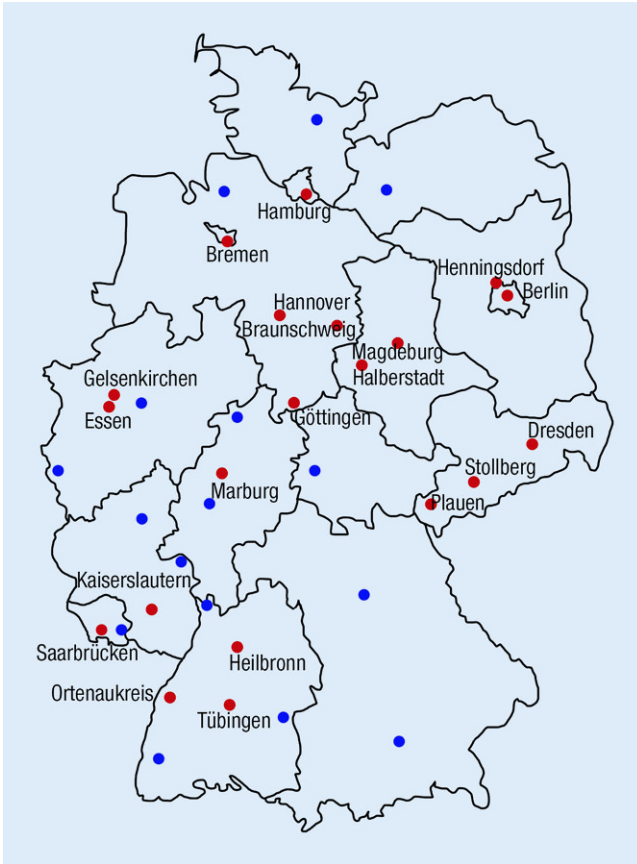 Hamburg
Bremen
Henningsdorf
Berlin
Hannover
Braunschweig
Magdeburg
Halberstadt
Gelsenkirchen
Essen
Göttingen
Dresden
Stollberg
Marburg
Plauen
Kaiserslautern
Saarbrücken
Heilbronn
Ortenaukreis
Tübingen